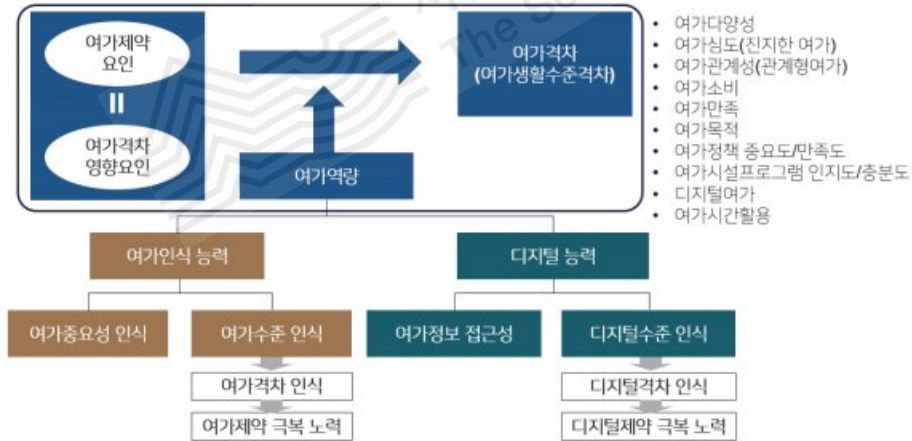 여가제약
요인
=
여가격차
영향요인
여가격차
(여가생활수준격차)
여가역량
• 여가다양성
• 여가심도(진지한 여가)
• 여가관계성(관계형여가)
• 여가소비
• 여가만족
• 여가목적
• 여가정책 중요도/만족도
• 여가시설프로그램 인지도/충분도
• 디지털여가
• 여가시간활용
여가인식 능력
디지털 능력
여가중요성 인식
여가수준 인식
여가정보 접근성
디지털수준 인식
여가격차 인식
디지털격차 인식
여가제약 극복 노력
디지털제약 극복 노력